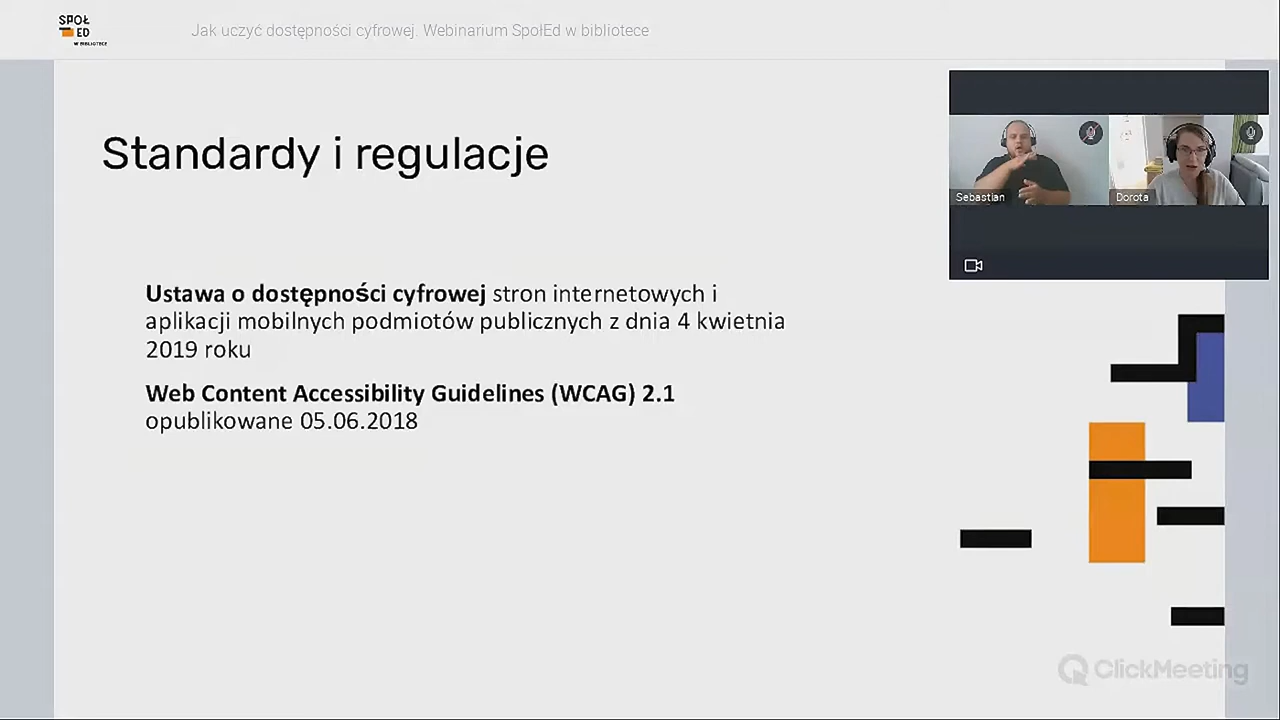 SPOŁ
ED
W BIBLIOTECE
Jak uczyć dostępności cyfrowej. Webinarium SpołEd w bibliotece
Standardy i regulacje
Sebastian
Dorota
Ustawa o dostępności cyfrowej stron internetowych i
aplikacji mobilnych podmiotów publicznych z dnia 4 kwietnia
2019 roku
Web Content Accessibility Guidelines (WCAG) 2.1
opublikowane 05.06.2018
ClickMeeting